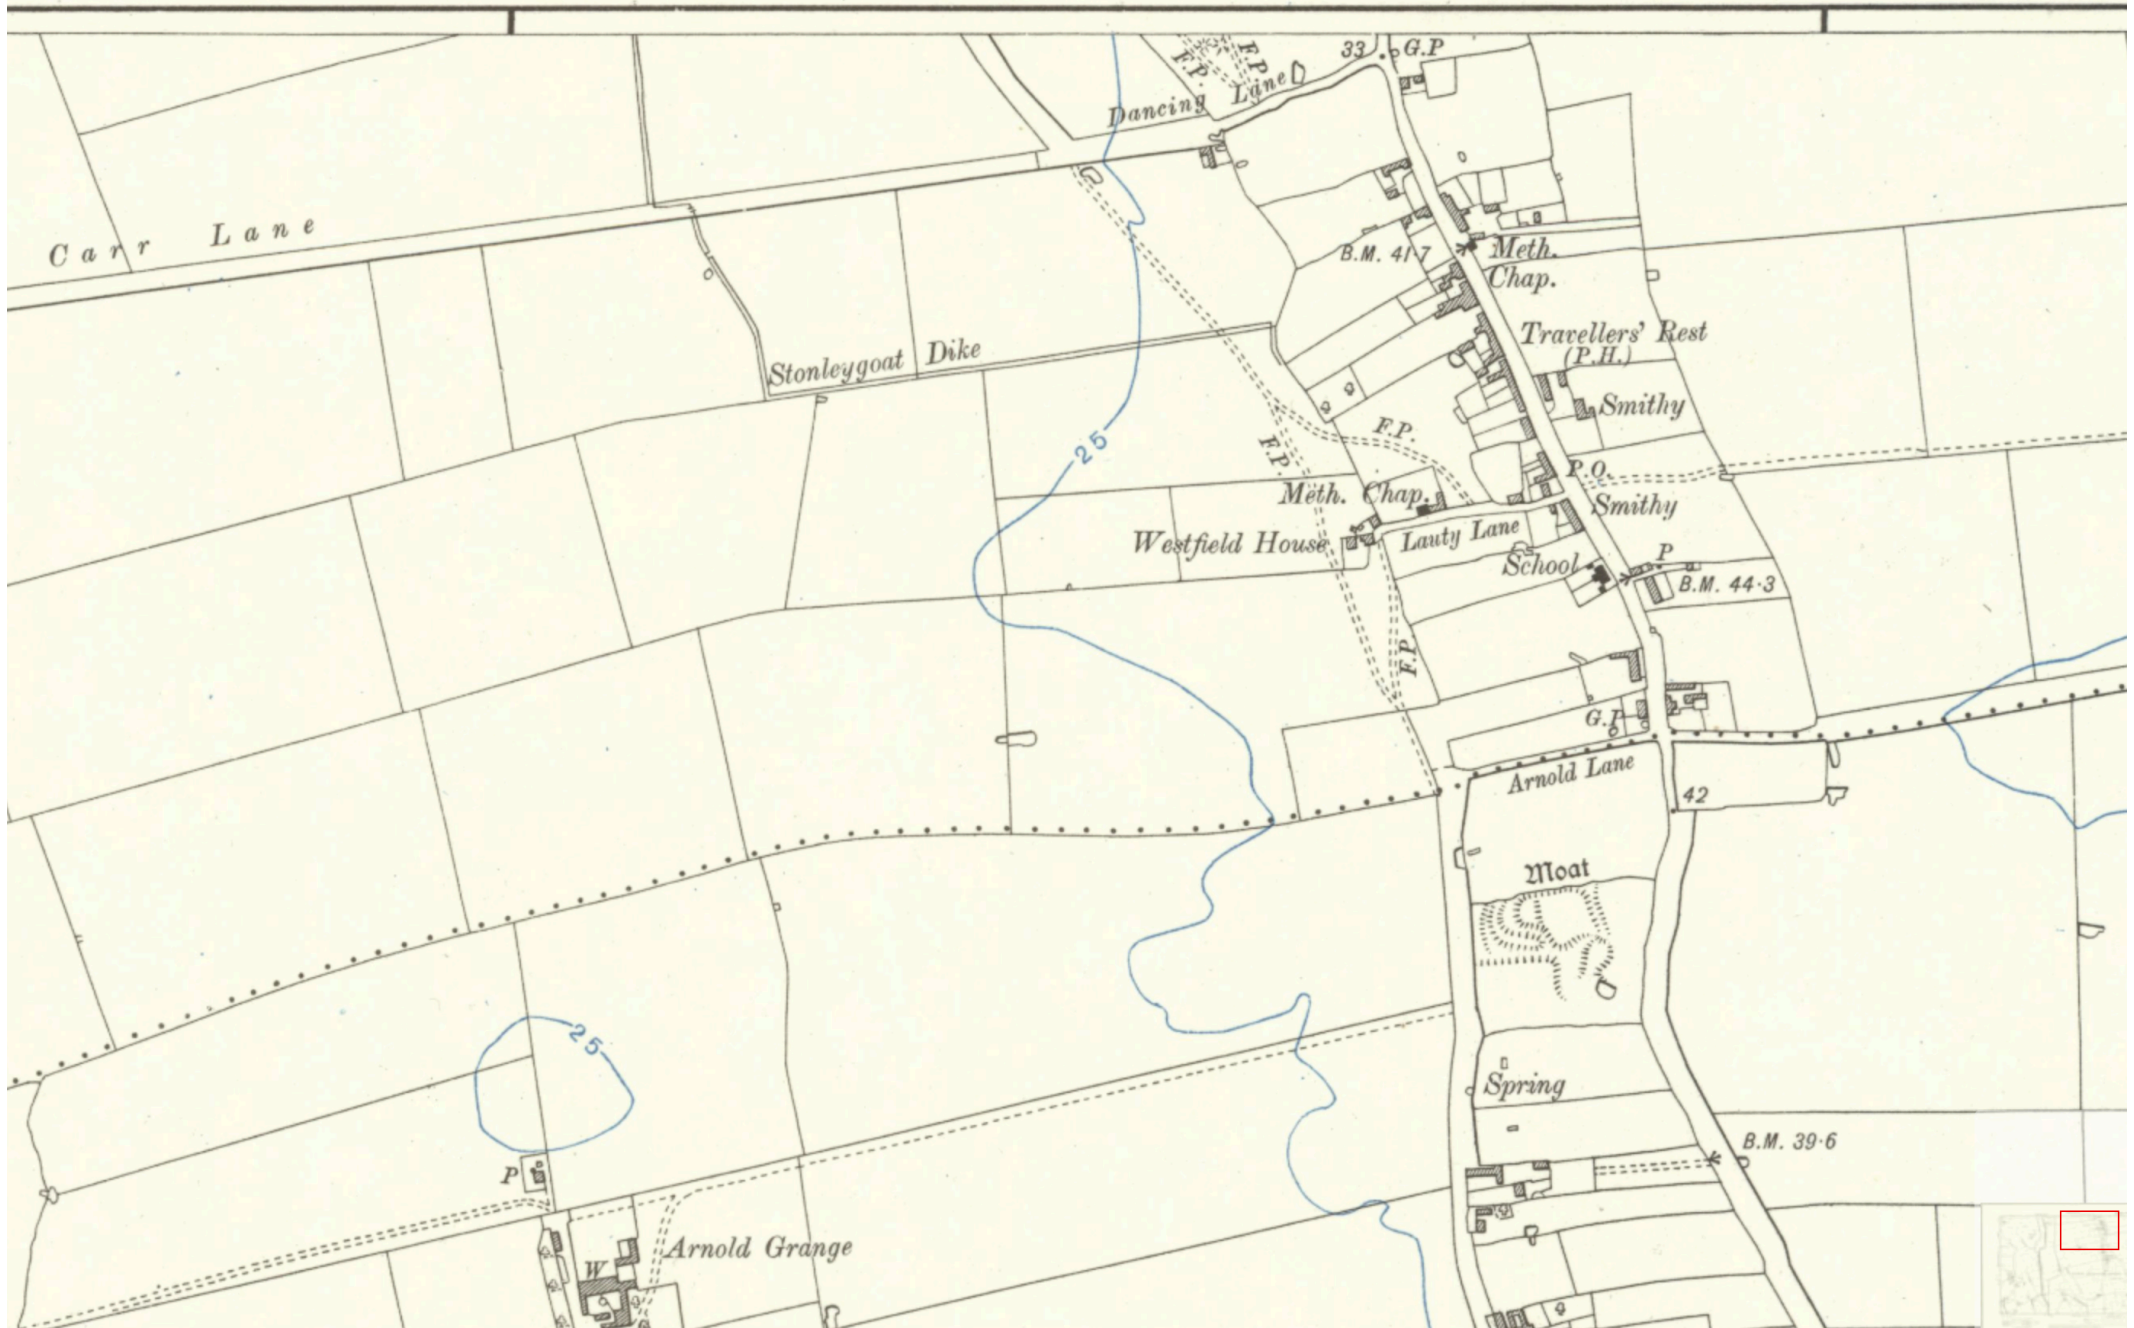 33
G.P
F.P.
F.P.
Dancing Lane
Carr Lane
B.M. 41·7
Meth.
Chap.
Travellers' Rest
(P.H.)
Stonleygoat Dike
Smithy
25
F.P.
F.P.
P.O.
Meth. Chap.
Smithy
Westfield House
Lauty Lane
School
P
B.M. 44·3
F.P.
G.P
Arnold Lane
42
Moat
25
Spring
B.M. 39·6
P
Arnold Grange
W